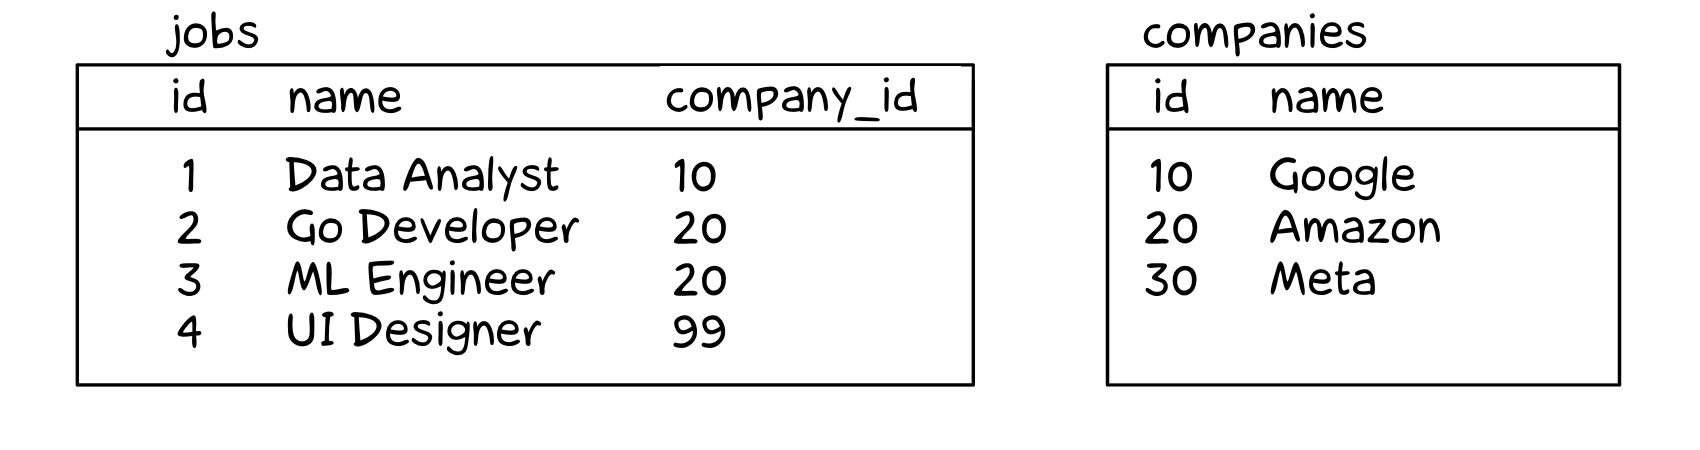 jobs
id name company_id
1 Data Analyst 10
2 Go Developer 20
3 ML Engineer 20
4 UI Designer 99
companies
id name
10 Google
20 Amazon
30 Meta